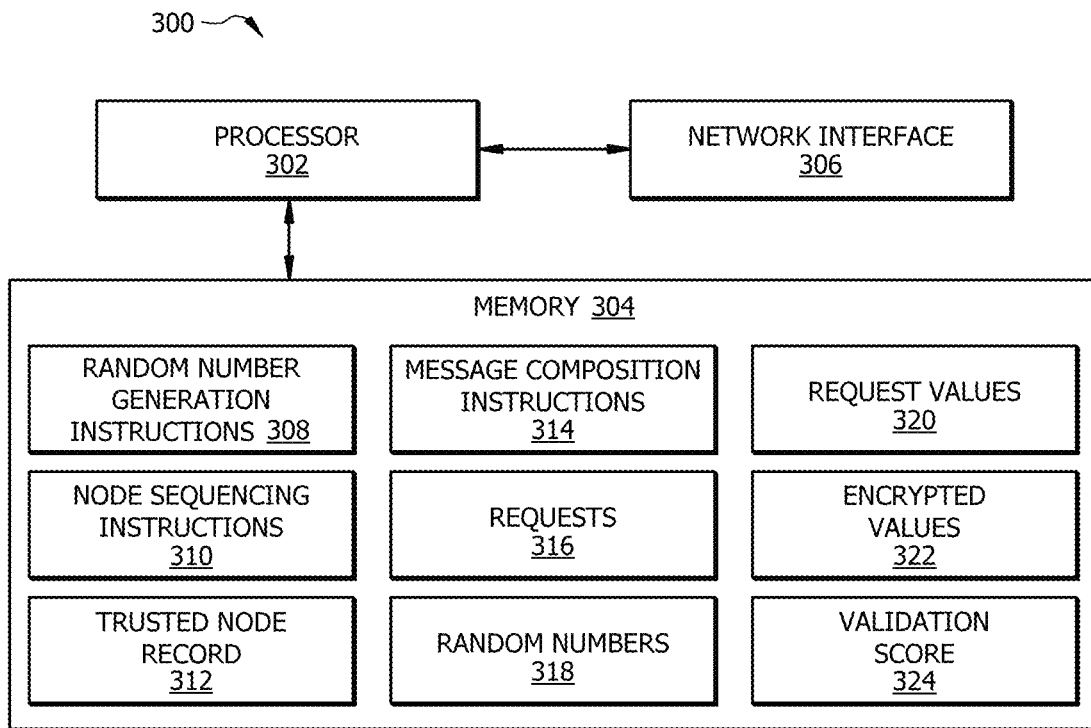 300
PROCESSOR
302
NETWORK INTERFACE
306
MEMORY 304
RANDOM NUMBER
GENERATION
INSTRUCTIONS 308
MESSAGE COMPOSITION
INSTRUCTIONS
314
REQUEST VALUES
320
NODE SEQUENCING
INSTRUCTIONS
310
REQUESTS
316
ENCRYPTED
VALUES
322
TRUSTED NODE
RECORD
312
RANDOM NUMBERS
318
VALIDATION
SCORE
324